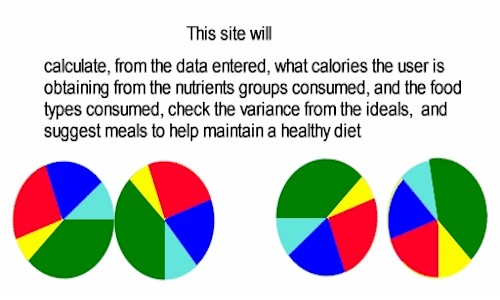 This site will
calculate, from the data entered, what calories the user is
obtaining from the nutrients groups consumed, and the food
types consumed, check the variance from the ideals,  and
suggest meals to help maintain a healthy diet